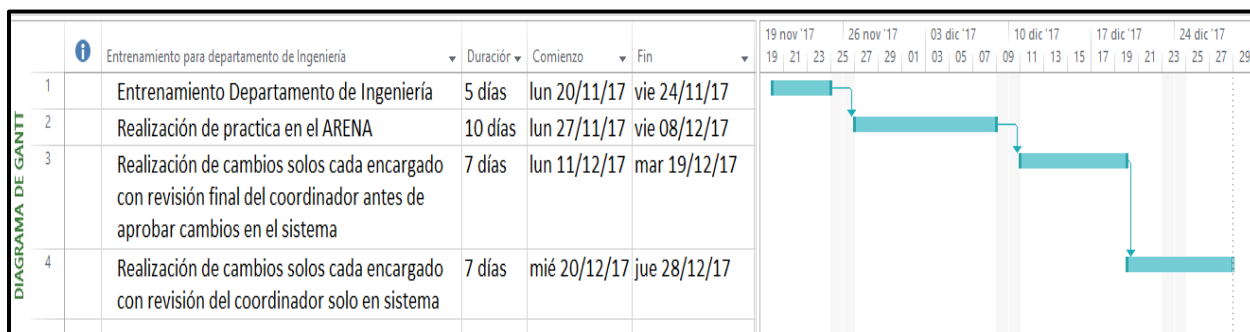 DIAGRAMA DE GANTT
Entrenamiento para departamento de Ingeniería Duración Comienzo Fin
19 nov '17 26 nov '17 03 dic '17 10 dic '17 17 dic '17 24 dic '17
19 21 23 25 27 29 01 03 05 07 09 11 13 15 17 19 21 23 25 27 29
1 Entrenamiento Departamento de Ingeniería 5 días lun 20/11/17 vie 24/11/17
2 Realización de practica en el ARENA 10 días lun 27/11/17 vie 08/12/17
3 Realización de cambios solos cada encargado 7 días lun 11/12/17 mar 19/12/17
con revisión final del coordinador antes de
aprobar cambios en el sistema
4 Realización de cambios solos cada encargado 7 días mié 20/12/17 jue 28/12/17
con revisión del coordinador solo en sistema